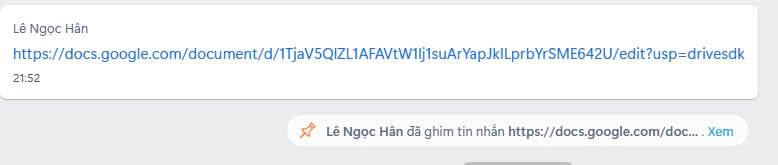 Lê Ngọc Hân
https://docs.google.com/document/d/1TjaV5QlZL1AFAVtW1lj1suArYapJklLprbYrSME642U/edit?usp=drivesdk
21:52
Lê Ngọc Hân đã ghim tin nhắn https://docs.google.com/doc... . Xem